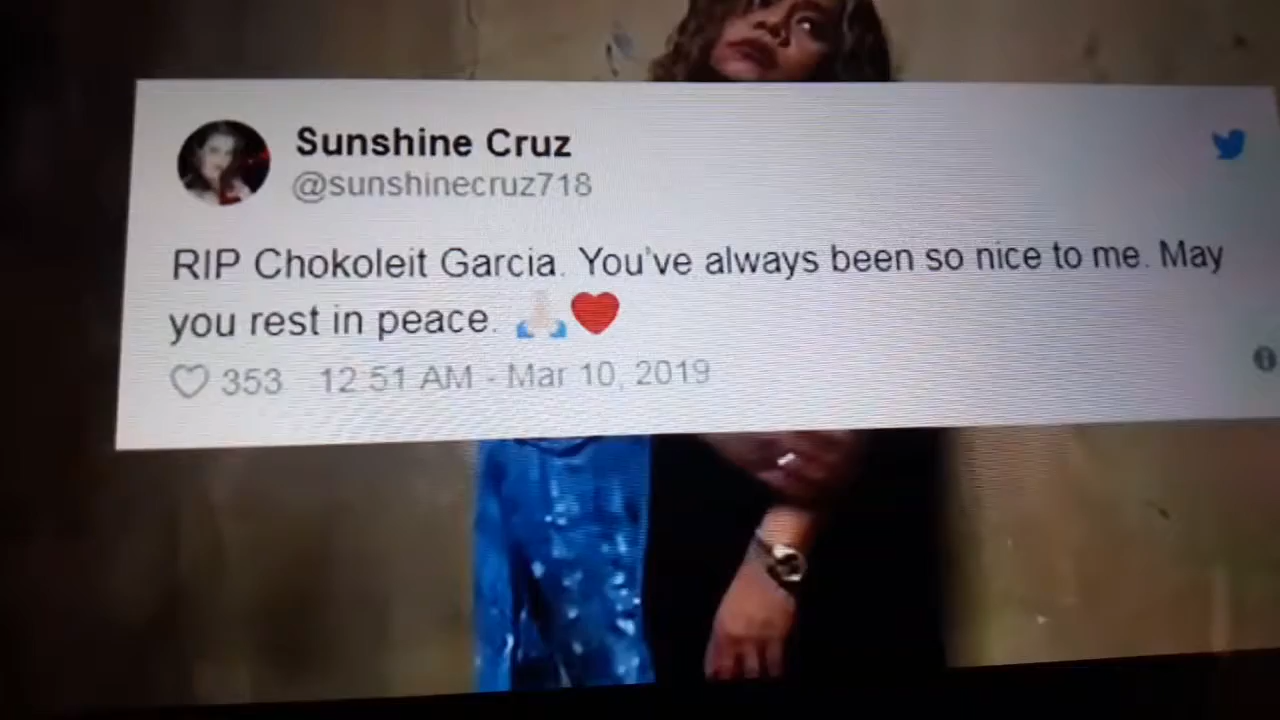 Sunshine Cruz
@sunshinecruz718
RIP Chokoleit Garcia. You've always been so nice to me. May
you rest in peace. 🙏🏻❤️
353 12:51 AM - Mar 10, 2019